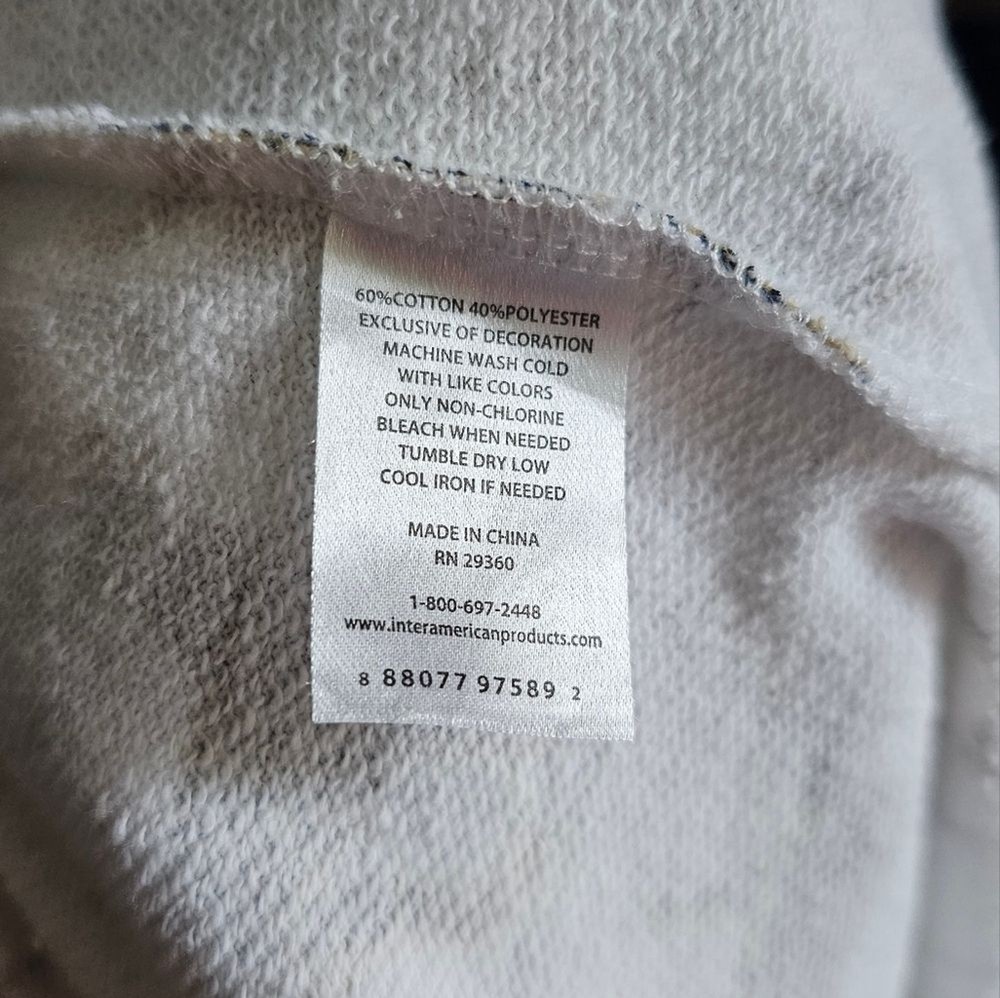 60%COTTON 40%POLYESTER
EXCLUSIVE OF DECORATION
MACHINE WASH COLD
WITH LIKE COLORS
ONLY NON-CHLORINE
BLEACH WHEN NEEDED
TUMBLE DRY LOW
COOL IRON IF NEEDED
MADE IN CHINA
RN 29360
1-800-697-2448
www.interamericanproducts.com
8 88077 97589 2